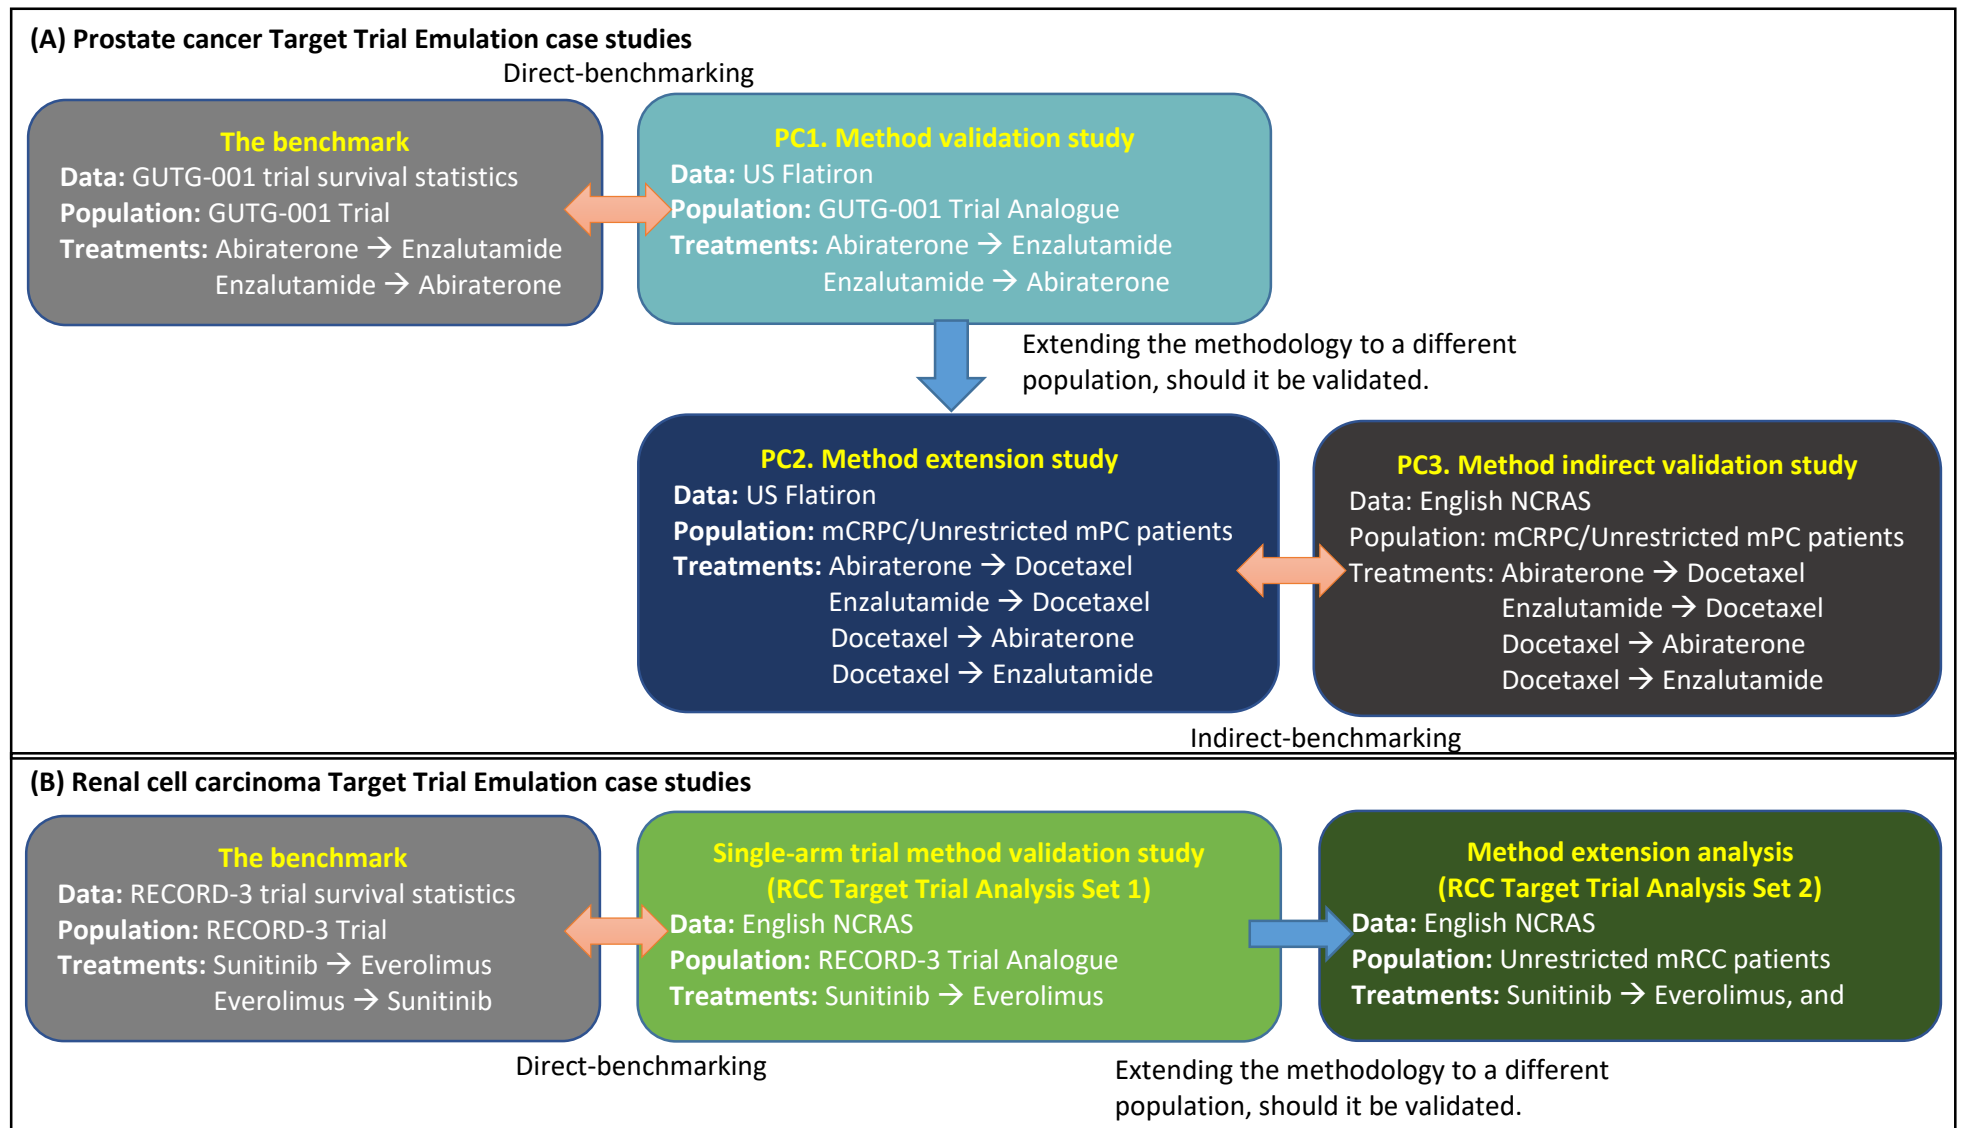 (A) Prostate cancer Target Trial Emulation case studies
Direct-benchmarking
The benchmark
Data: GUTG-001 trial survival statistics
Population: GUTG-001 Trial
Treatments: Abiraterone → Enzalutamide
Enzalutamide → Abiraterone
PC1. Method validation study
Data: US Flatiron
Population: GUTG-001 Trial Analogue
Treatments: Abiraterone → Enzalutamide
Enzalutamide → Abiraterone
Extending the methodology to a different
population, should it be validated.
PC2. Method extension study
Data: US Flatiron
Population: mCRPC/Unrestricted mPC patients
Treatments: Abiraterone → Docetaxel
Enzalutamide → Docetaxel
Docetaxel → Abiraterone
Docetaxel → Enzalutamide
PC3. Method indirect validation study
Data: English NCRAS
Population: mCRPC/Unrestricted mPC patients
Treatments: Abiraterone → Docetaxel
Enzalutamide → Docetaxel
Docetaxel → Abiraterone
Docetaxel → Enzalutamide
Indirect-benchmarking
(B) Renal cell carcinoma Target Trial Emulation case studies
The benchmark
Data: RECORD-3 trial survival statistics
Population: RECORD-3 Trial
Treatments: Sunitinib → Everolimus
Everolimus → Sunitinib
Single-arm trial method validation study
(RCC Target Trial Analysis Set 1)
Data: English NCRAS
Population: RECORD-3 Trial Analogue
Treatments: Sunitinib → Everolimus
Method extension analysis
(RCC Target Trial Analysis Set 2)
Data: English NCRAS
Population: Unrestricted mRCC patients
Treatments: Sunitinib → Everolimus, and
Direct-benchmarking
Extending the methodology to a different
population, should it be validated.